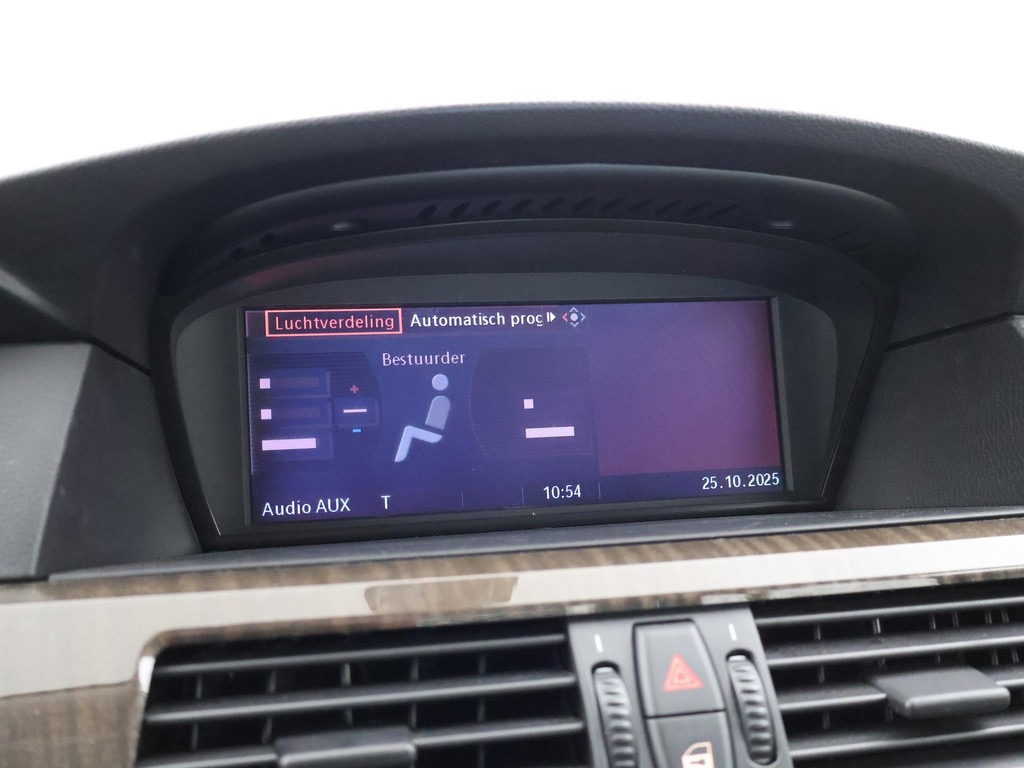 Luchtverdeling Automatisch prog
Bestuurder
Audio AUX T 10:54 25.10.2025